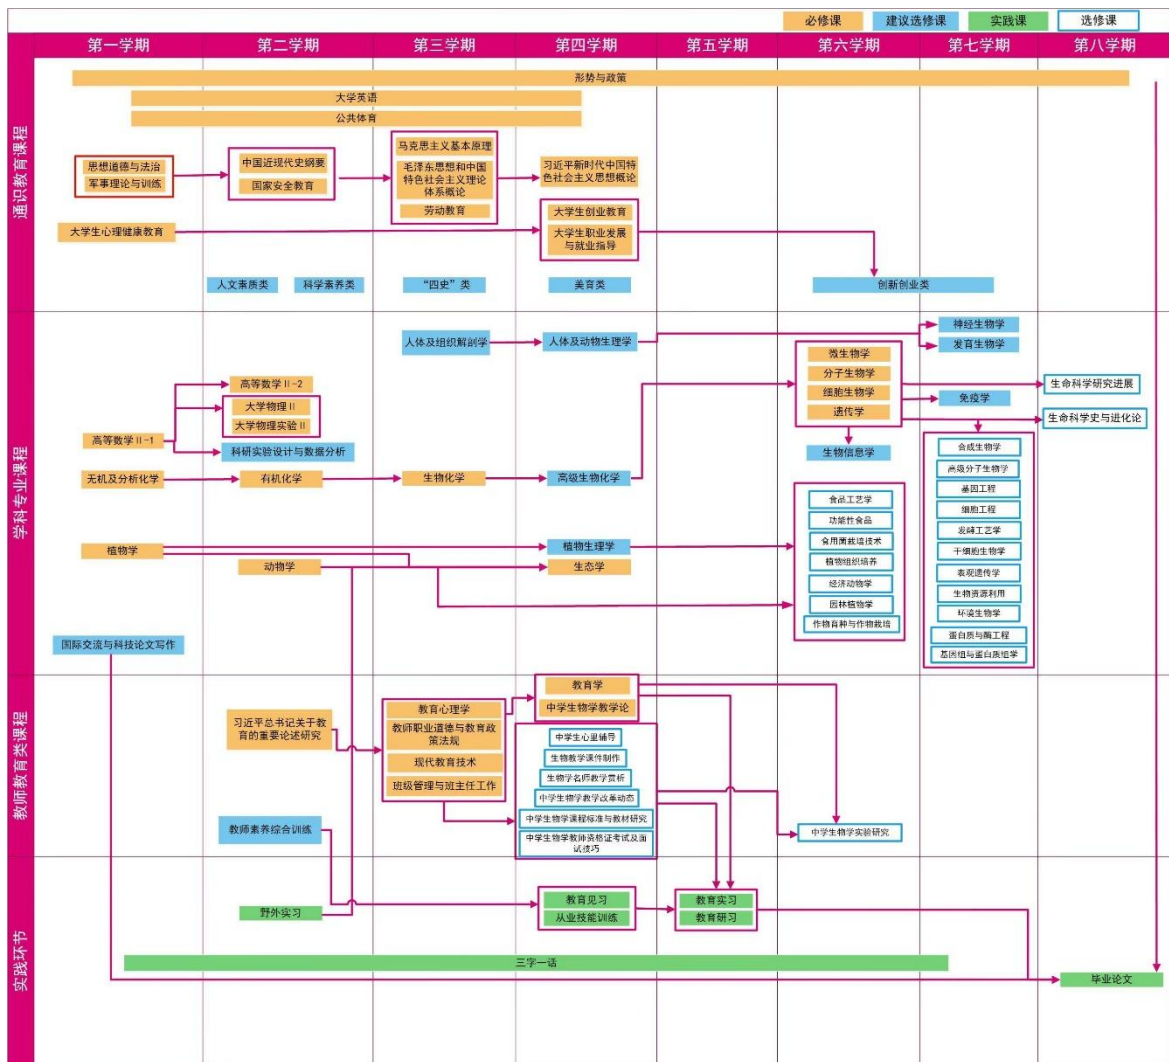 必修课
建议选修课
实践课
选修课
第一学期
第二学期
第三学期
第四学期
第五学期
第六学期
第七学期
第八学期
通识教育课程
形势与政策
大学英语
公共体育
思想道德与法治
军事理论与训练
中国近现代史纲要
国家安全教育
马克思主义基本原理
毛泽东思想和中国
特色社会主义理论
体系概论
劳动教育
习近平新时代中国特
色社会主义思想概论
大学生心理健康教育
大学生创业教育
大学生职业发展
与就业指导
人文素质类
科学素养类
“四史”类
美育类
创新创业类
学科专业课程
人体及组织解剖学
人体及动物生理学
神经生物学
发育生物学
微生物学
分子生物学
细胞生物学
遗传学
生命科学研究进展
免疫学
生命科学史与进化论
生物信息学
高等数学II-1
高等数学II-2
大学物理II
大学物理实验II
科研实验设计与数据分析
无机及分析化学
有机化学
生物化学
高级生物化学
植物学
植物生理学
动物学
生态学
食品工艺学
功能性食品
食用菌栽培技术
植物组织培养
经济动物学
园林植物学
作物育种与作物栽培
合成生物学
高级分子生物学
基因工程
细胞工程
发酵工艺学
干细胞生物学
表观遗传学
生物资源利用
环境生物学
蛋白质与酶工程
基因组与蛋白质组学
国际交流与科技论文写作
教师教育类课程
习近平总书记关于教
育的重要论述研究
教育心理学
教师职业道德与教育政
策法规
现代教育技术
班级管理与班主任工作
教育学
中学生物学教学论
中学生心里辅导
生物教学课件制作
生物学名师教学赏析
中学生物学教学改革动态
中学生物学课程标准与教材研究
中学生物学教师资格证考试及面
试技巧
中学生物学实验研究
教师素养综合训练
实践环节
野外实习
教育见习
从业技能训练
教育实习
教育研习
三字一话
毕业论文